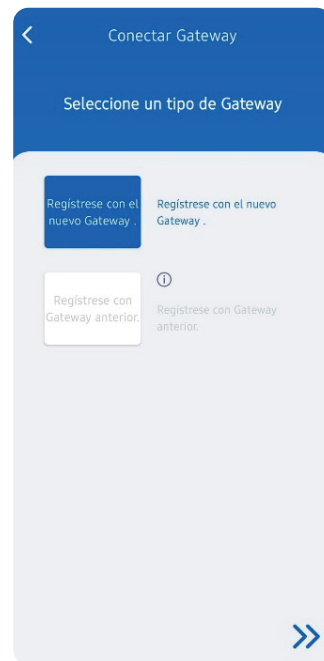 Conectar Gateway
Seleccione un tipo de Gateway
Regístrese con el
nuevo Gateway .
Regístrese con el nuevo
Gateway .
Regístrese con
Gateway anterior.
Regístrese con Gateway
anterior.